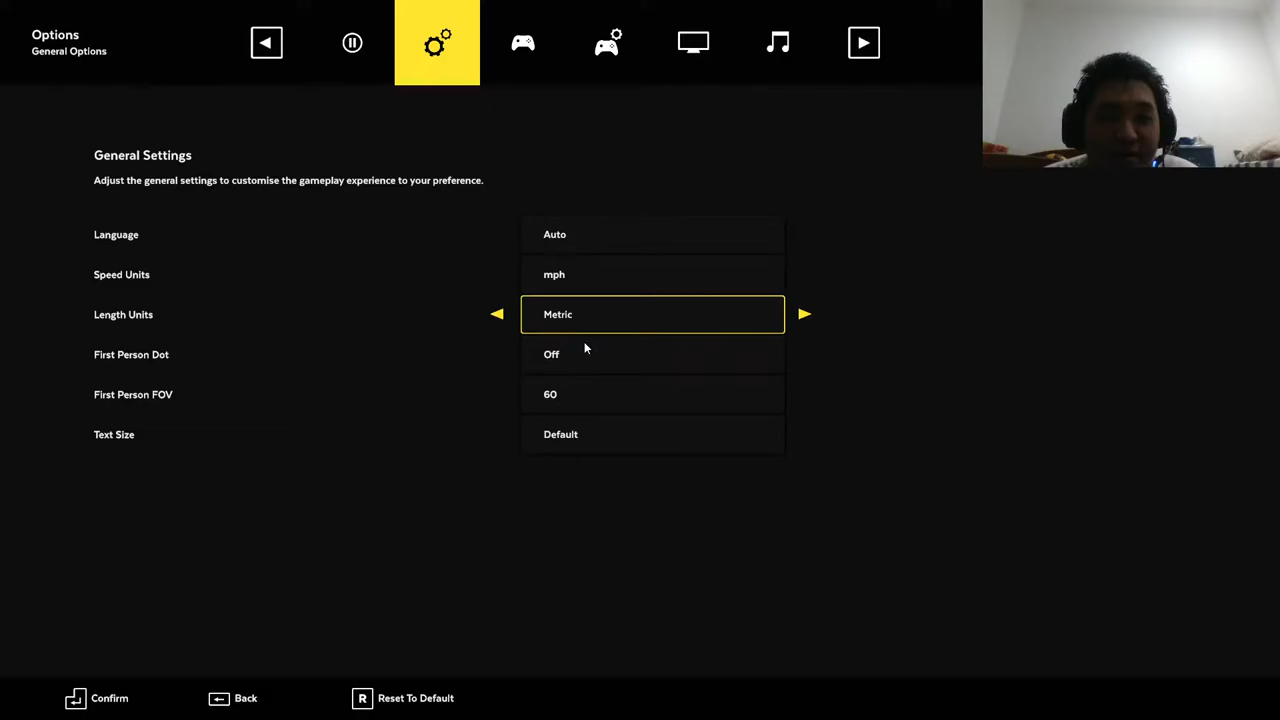 Options
General Options
General Settings
Adjust the general settings to customise the gameplay experience to your preference.
Language Auto
Speed Units mph
Length Units Metric
First Person Dot Off
First Person FOV 60
Text Size Default
Confirm Back R Reset To Default